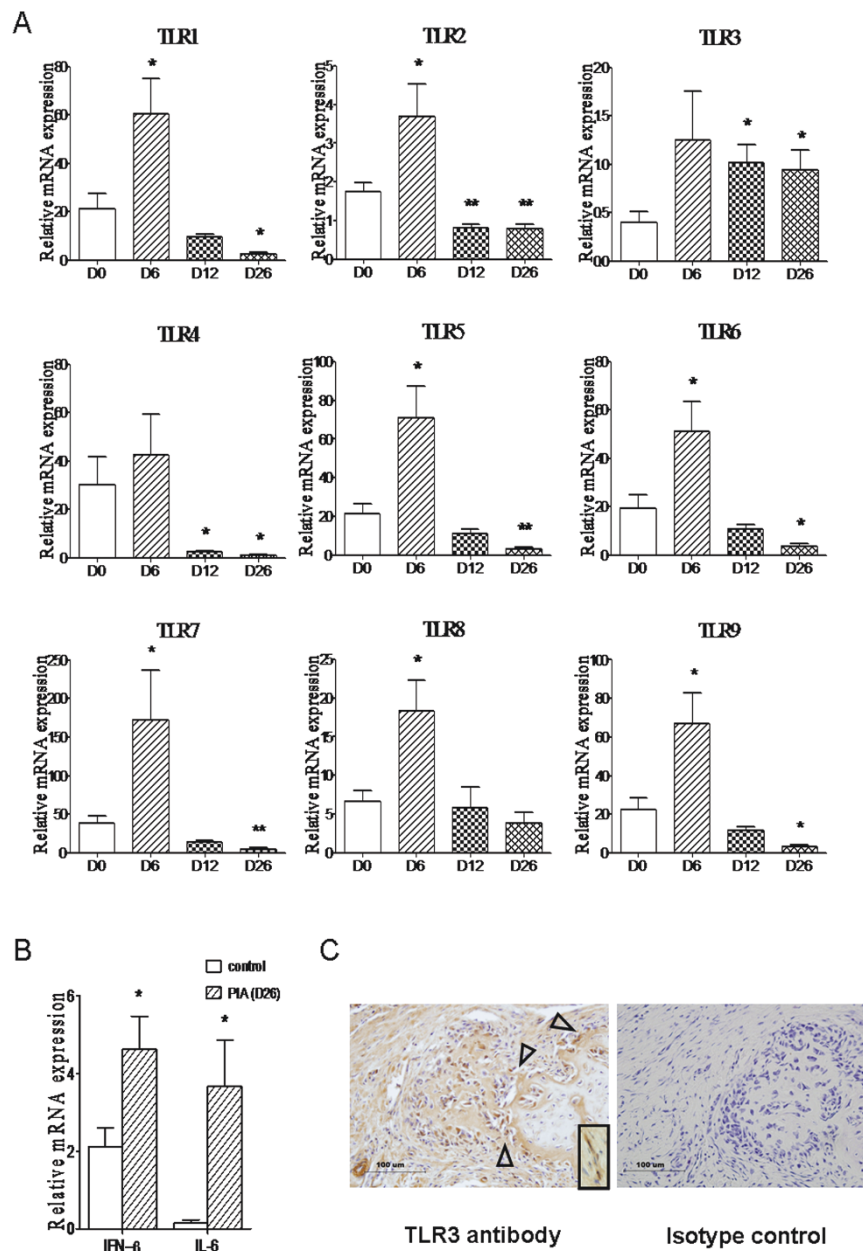 A
TLR1 TLR2 TLR3
Relative mRNA expression Relative mRNA expression Relative mRNA expression
80 5 20
60 4 15
40 3 10
20 2 05
0 1 00
0
* * * *
* ** **
D0 D6 D12 D26 D0 D6 D12 D26 D0 D6 D12 D26
TLR4 TLR5 TLR6
Relative mRNA expression Relative mRNA expression Relative mRNA expression
80 100 80
60 80 60
40 60 40
20 40 20
0 20 0
0
* *
* * ** *
D0 D6 D12 D26 D0 D6 D12 D26 D0 D6 D12 D26
TLR7 TLR8 TLR9
Relative mRNA expression Relative mRNA expression Relative mRNA expression
250 25 100
200 20 80
150 15 60
100 10 40
50 5 20
0 0 0
* * *
** *
D0 D6 D12 D26 D0 D6 D12 D26 D0 D6 D12 D26
B
control
PIA (D26)
Relative mRNA expression
6
4
2
0
* *
IFN-β IL-6
C
100 um 100 um
TLR3 antibody Isotype control